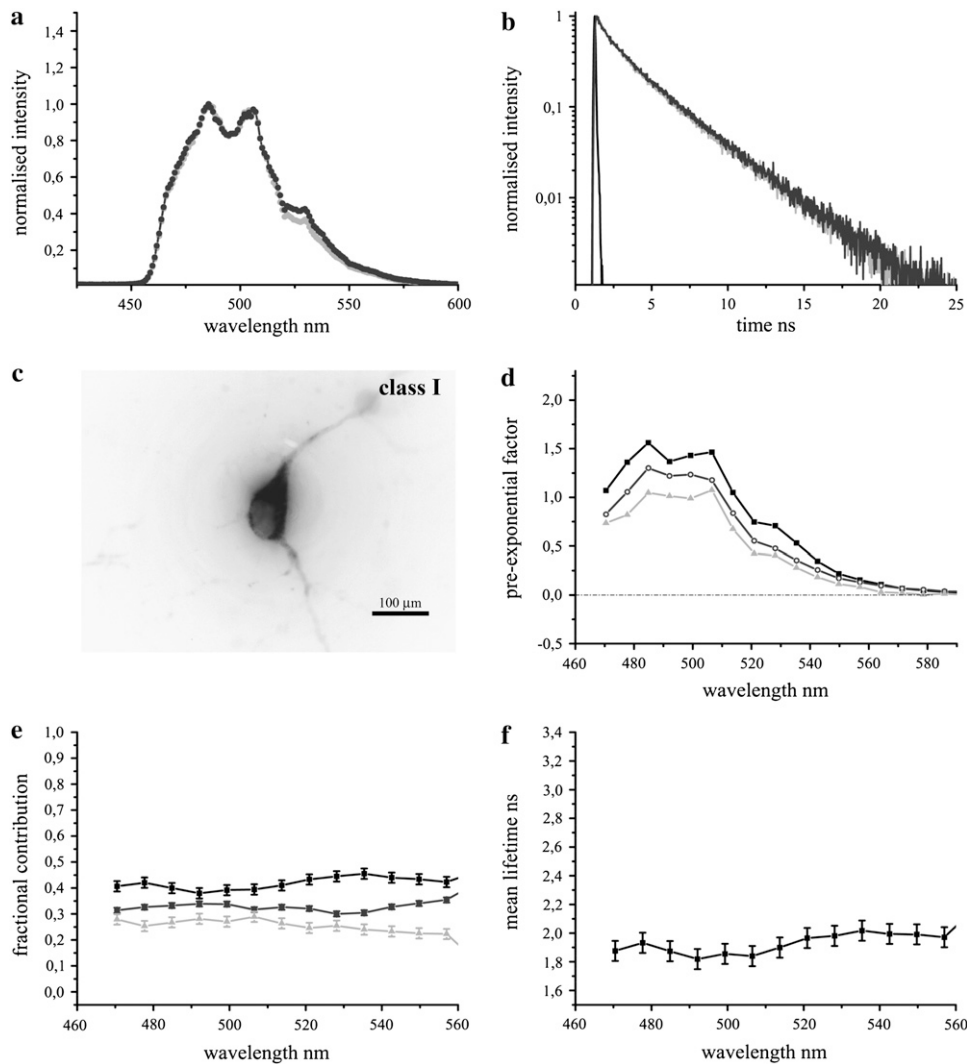 a
1,4
1,2
1,0
0,8
0,6
0,4
0,2
normalised intensity
450 500 550 600
wavelength nm
b
1
0,1
0,01
normalised intensity
0 5 10 15 20 25
time ns
c
class I
100 µm
d
2,0
1,5
1,0
0,5
0,0
-0,5
pre-exponential factor
460 480 500 520 540 560 580
wavelength nm
e
1,0
0,9
0,8
0,7
0,6
0,5
0,4
0,3
0,2
0,1
0,0
fractional contribution
460 480 500 520 540 560
wavelength nm
f
3,4
3,2
3,0
2,8
2,6
2,4
2,2
2,0
1,8
1,6
mean lifetime ns
460 480 500 520 540 560
wavelength nm